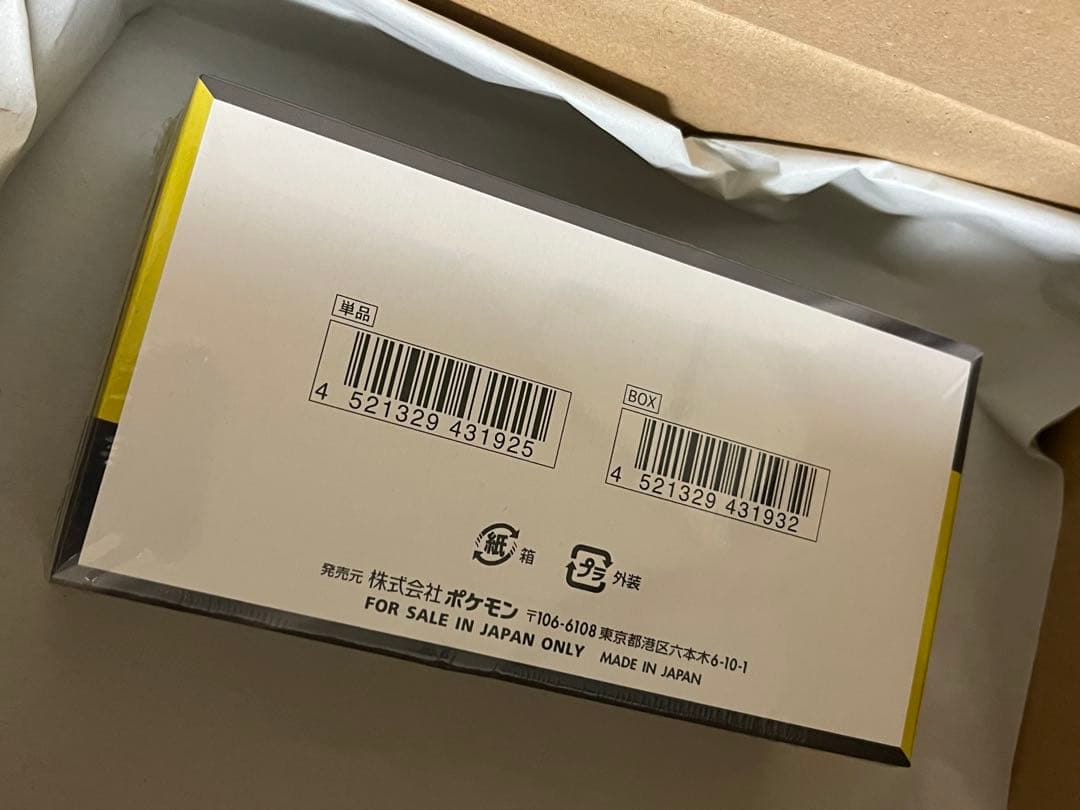 単品
4 521329 431925
BOX
4 521329 431932
紙 箱
プラ 外装
発売元 株式会社 ポケモン 〒106-6108 東京都港区六本木6-10-1
FOR SALE IN JAPAN ONLY MADE IN JAPAN